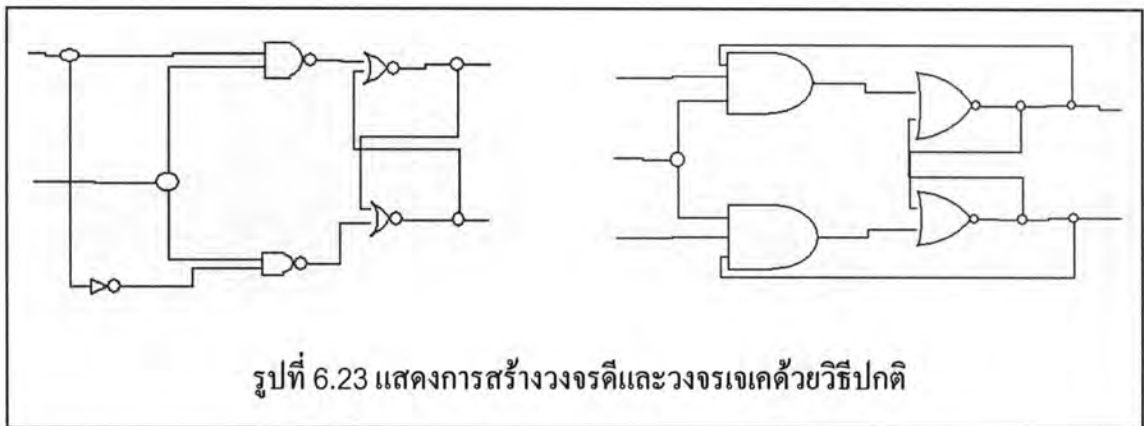 รูปที่ 6.23 แสดงการสร้างวงจรดีและวงจรเจเคด้วยวิธีปกติ